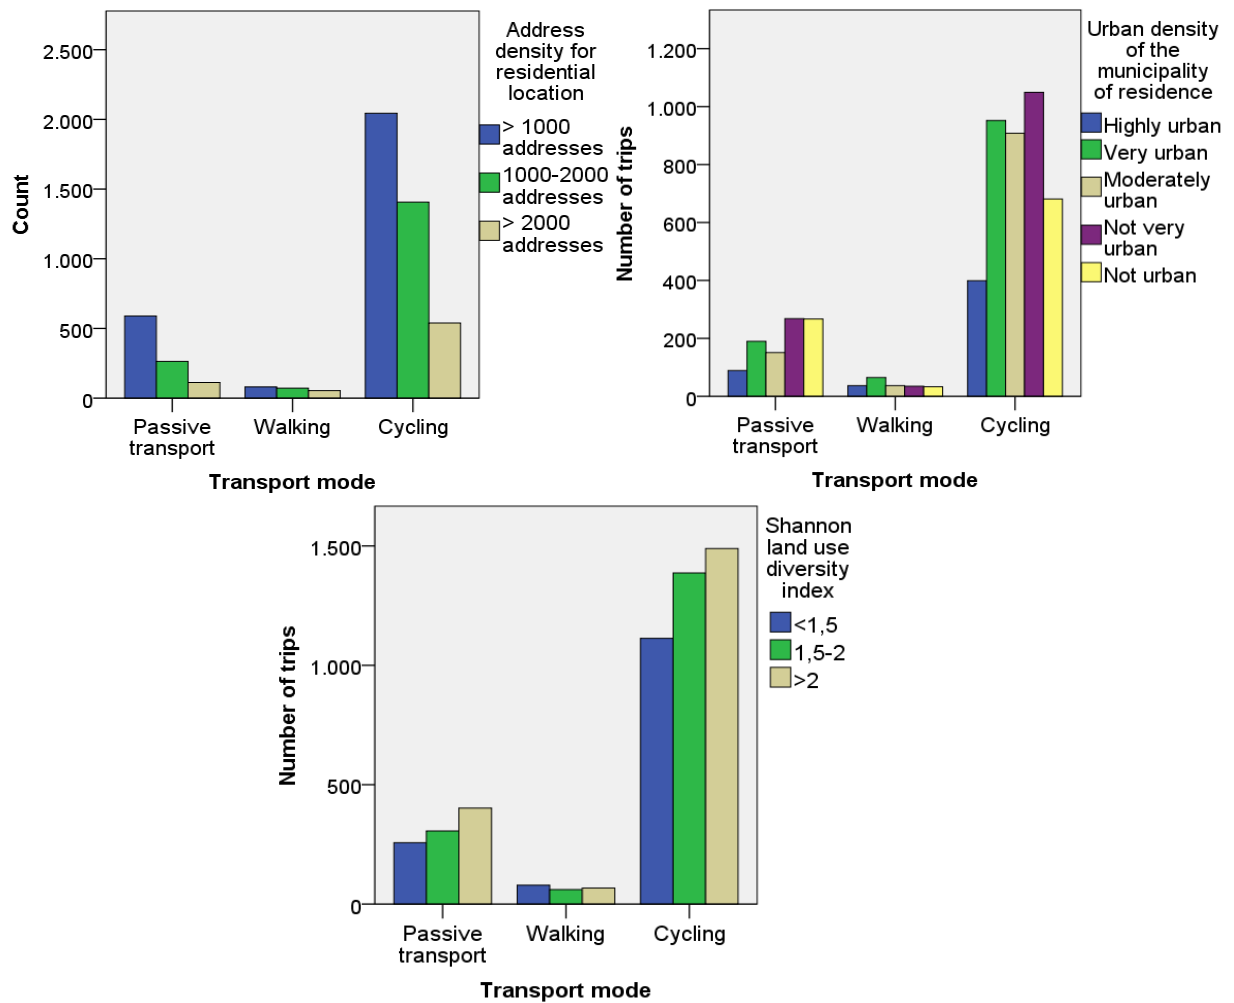 Address
density for
residential
location
> 1000
addresses
1000-2000
addresses
> 2000
addresses
2.500
2.000
1.500
1.000
500
0
Count
Passive
transport
Walking
Cycling
Transport mode
Urban density
of the
municipality
of residence
Highly urban
Very urban
Moderately
urban
Not very
urban
Not urban
1.200
1.000
800
600
400
200
0
Number of trips
Passive
transport
Walking
Cycling
Transport mode
Shannon
land use
diversity
index
<1,5
1,5-2
>2
1.500
1.000
500
0
Number of trips
Passive
transport
Walking
Cycling
Transport mode